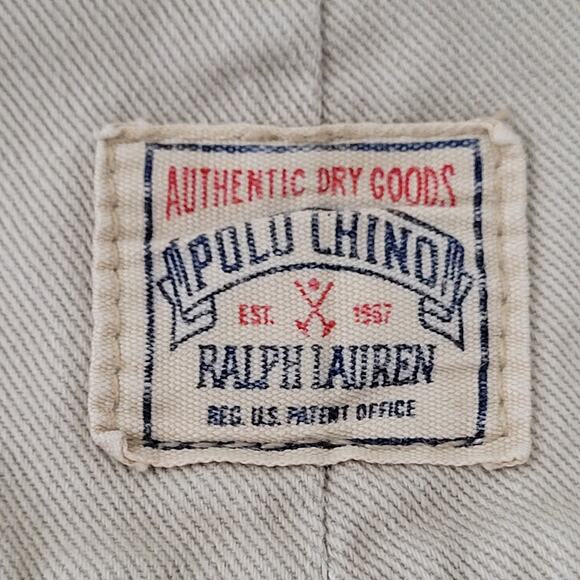 AUTHENTIC DRY GOODS
POLO CHINO
EST. 1967
RALPH LAUREN
REG. U.S. PATENT OFFICE